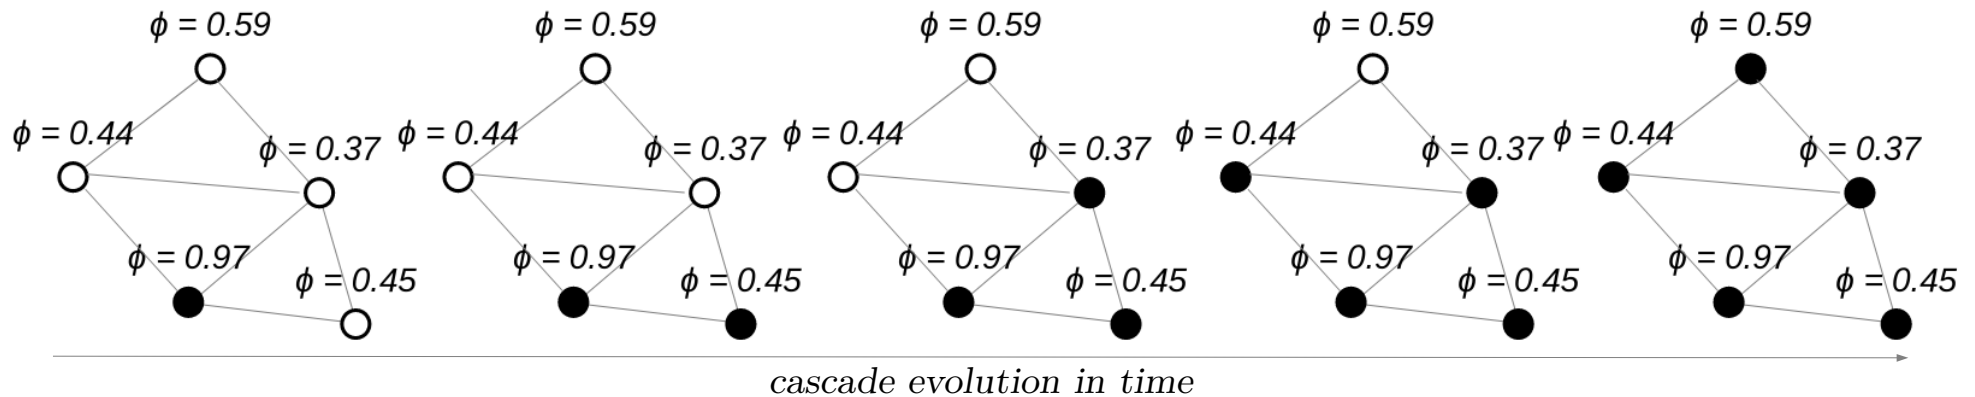 ϕ = 0.59 ϕ = 0.59 ϕ = 0.59 ϕ = 0.59 ϕ = 0.59
ϕ = 0.44 ϕ = 0.37 ϕ = 0.44 ϕ = 0.37 ϕ = 0.44 ϕ = 0.37 ϕ = 0.44 ϕ = 0.37 ϕ = 0.44 ϕ = 0.37
ϕ = 0.97 ϕ = 0.45 ϕ = 0.97 ϕ = 0.45 ϕ = 0.97 ϕ = 0.45 ϕ = 0.97 ϕ = 0.45 ϕ = 0.97 ϕ = 0.45
cascade evolution in time